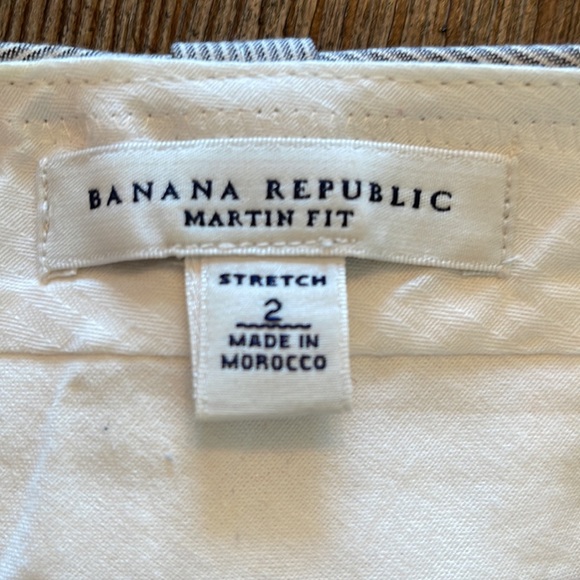 BANANA REPUBLIC
MARTIN FIT
STRETCH
2
MADE IN
MOROCCO